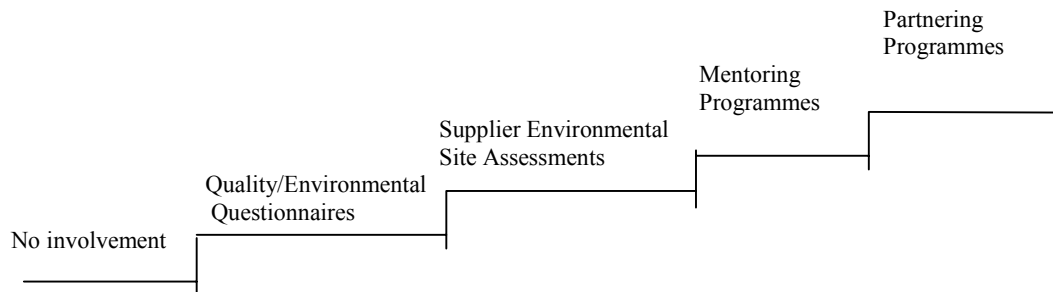 No involvement
Quality/Environmental
Questionnaires
Supplier Environmental
Site Assessments
Mentoring
Programmes
Partnering
Programmes